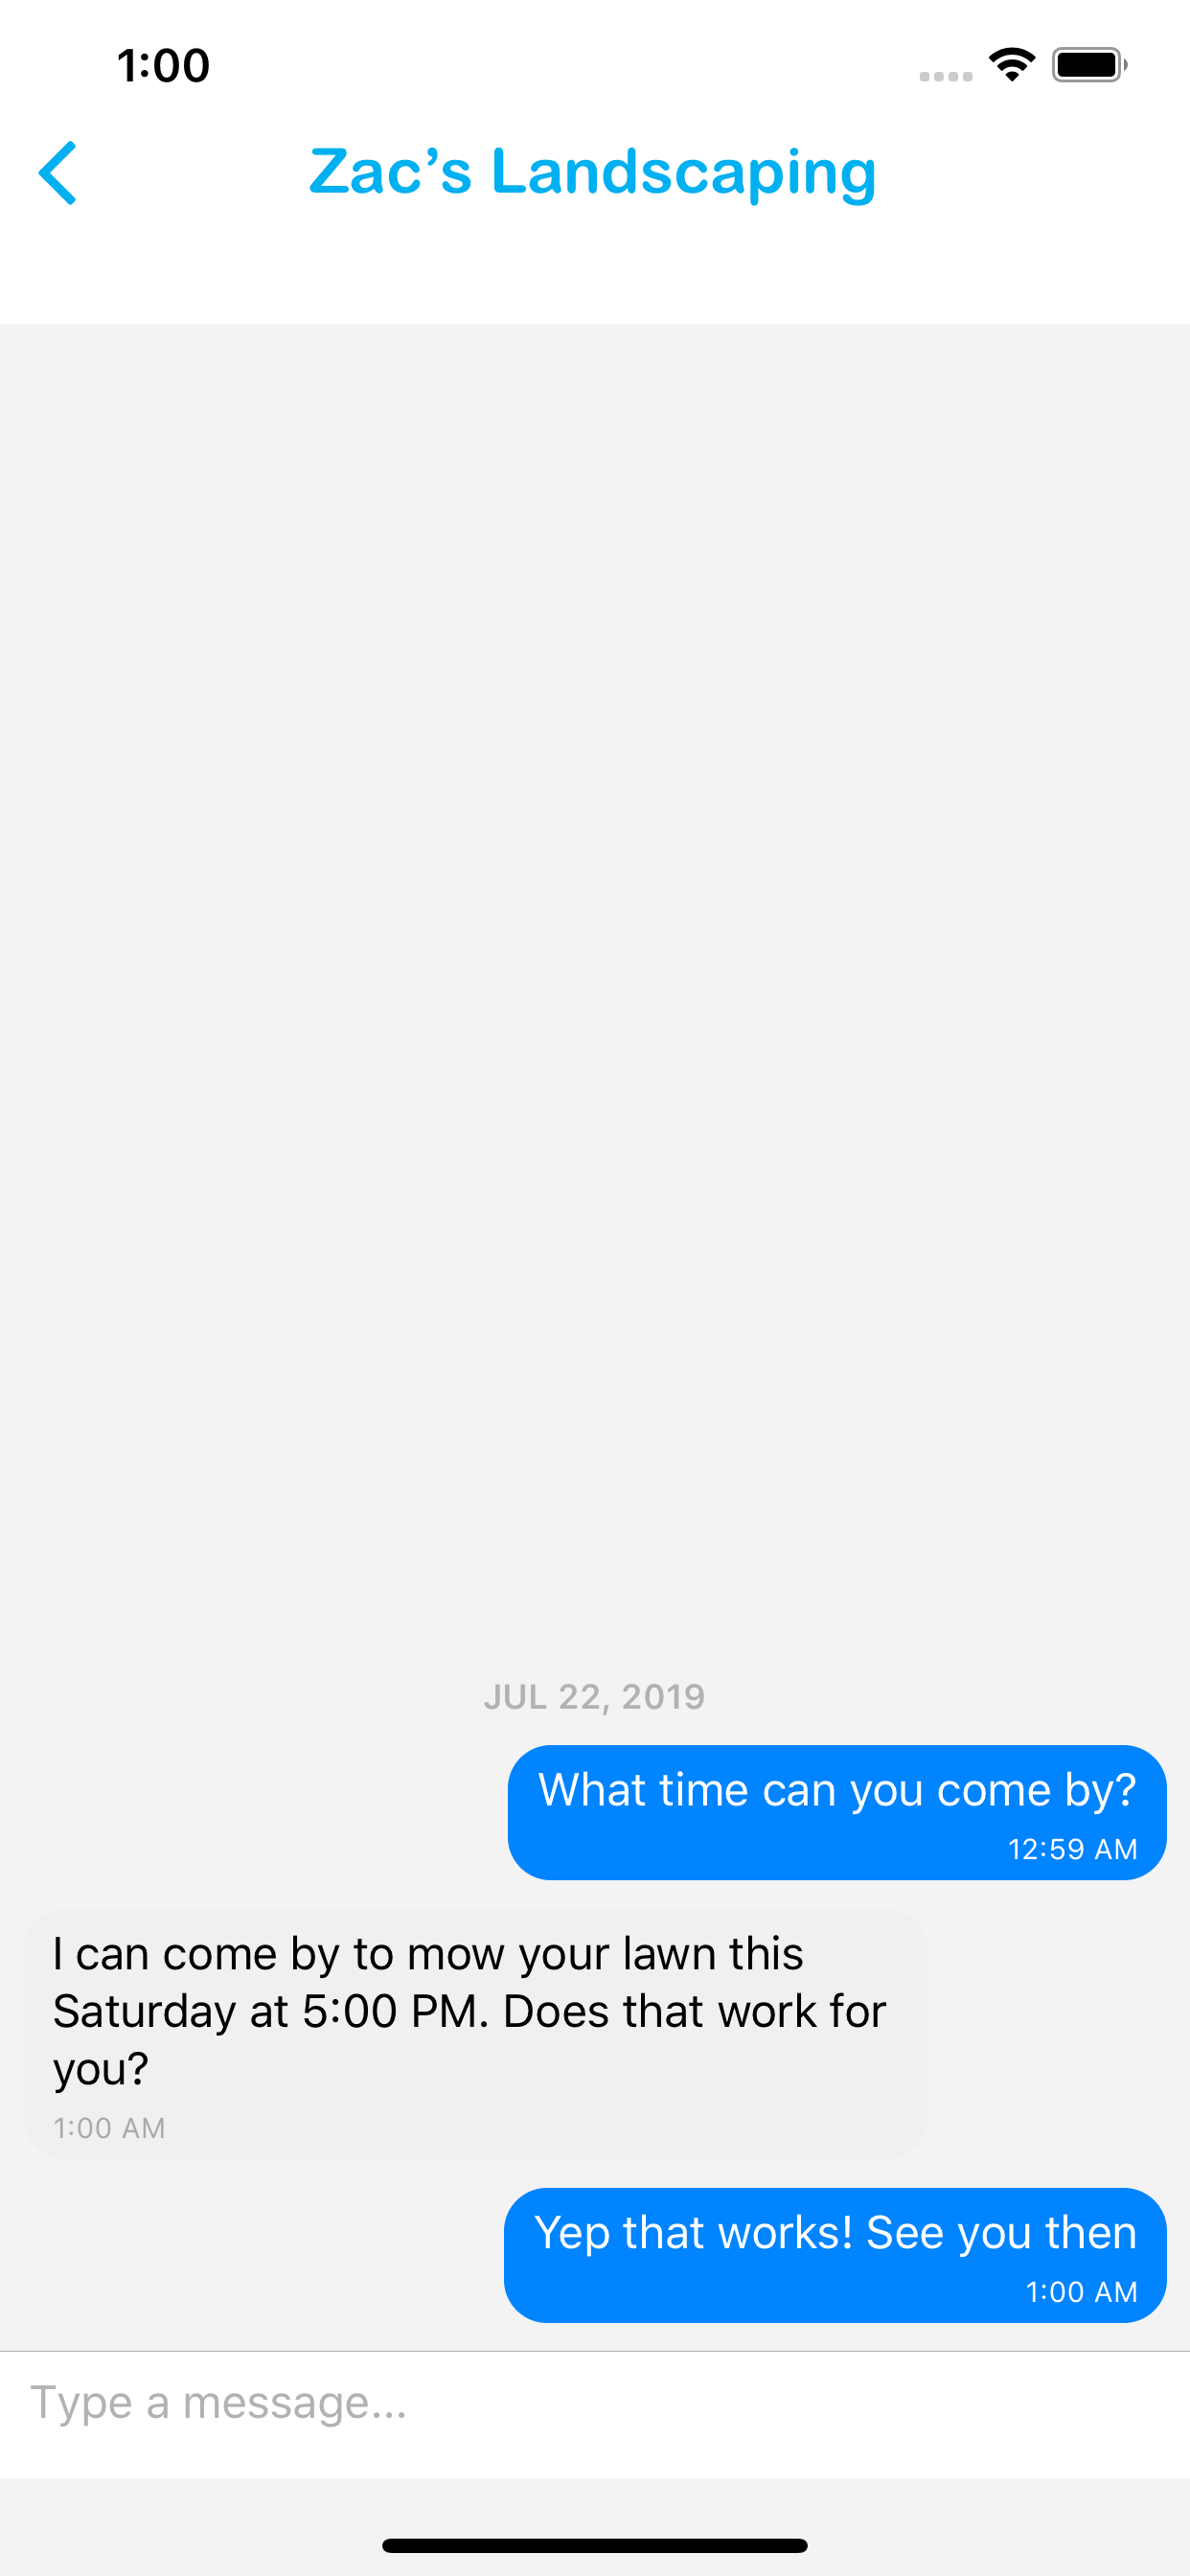 1:00
Zac’s Landscaping
JUL 22, 2019
What time can you come by?
12:59 AM
I can come by to mow your lawn this
Saturday at 5:00 PM. Does that work for
you?
1:00 AM
Yep that works! See you then
1:00 AM
Type a message...